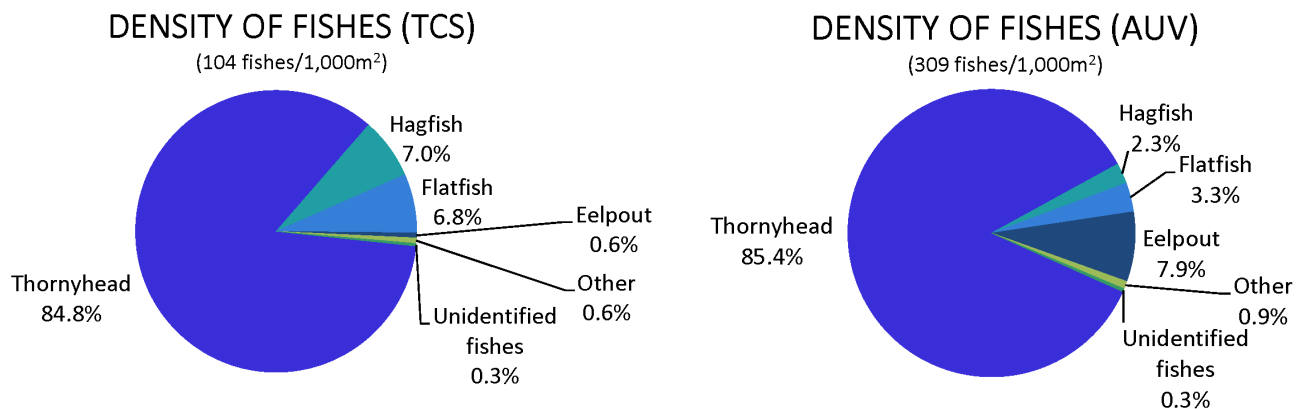 DENSITY OF FISHES (TCS)
(104 fishes/1,000m²)
Hagfish
7.0%
Flatfish
6.8%
Eelpout
0.6%
Other
0.6%
Unidentified
fishes
0.3%
Thornyhead
84.8%
DENSITY OF FISHES (AUV)
(309 fishes/1,000m²)
Hagfish
2.3%
Flatfish
3.3%
Eelpout
7.9%
Other
0.9%
Unidentified
fishes
0.3%
Thornyhead
85.4%